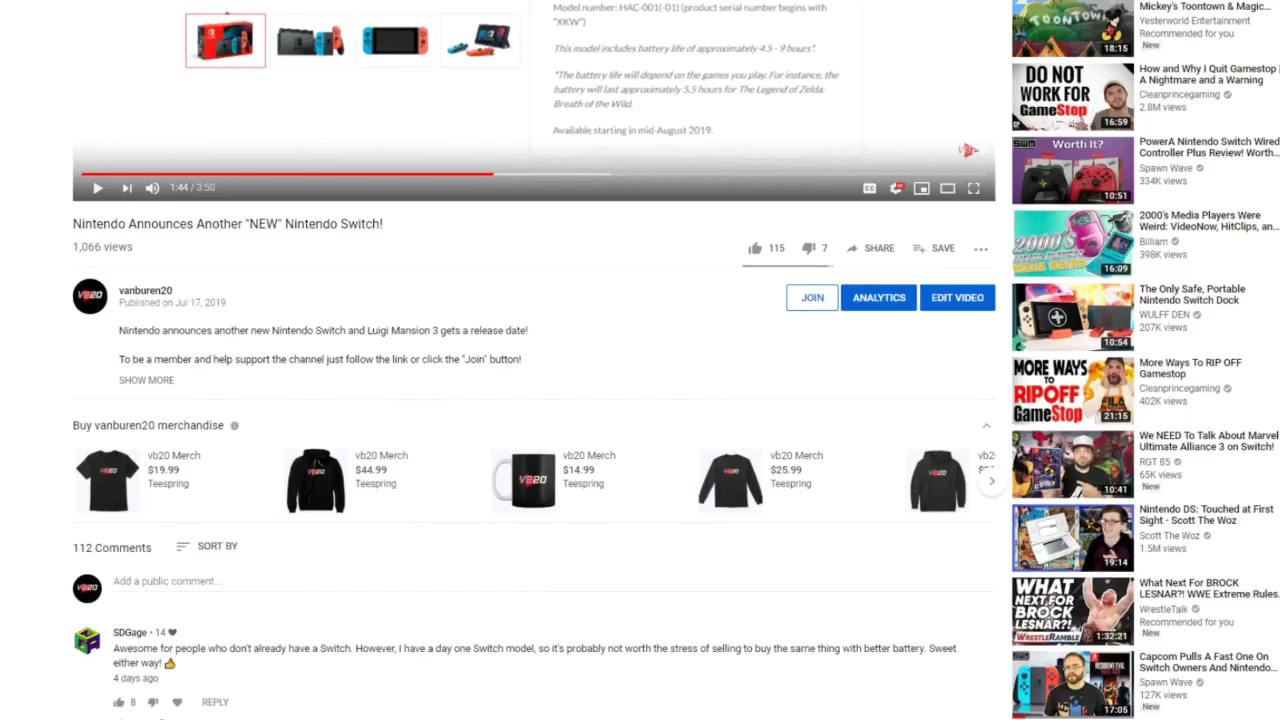 Model number: HAC-001(-01) (product serial number begins with
"XKW")
This model includes battery life of approximately 4.5 - 9 hours*.
*The battery life will depend on the games you play. For instance, the
battery will last approximately 5.5 hours for The Legend of Zelda:
Breath of the Wild.
Available starting in mid-August 2019.
1:44 / 3:50
Nintendo Announces Another "NEW" Nintendo Switch!
1,066 views
115
7
SHARE
SAVE
VB20
vanburen20
Published on Jul 17, 2019
JOIN
ANALYTICS
EDIT VIDEO
Nintendo announces another new Nintendo Switch and Luigi Mansion 3 gets a release date!
To be a member and help support the channel just follow the link or click the "Join" button!
SHOW MORE
Buy vanburen20 merchandise
VB20
vb20 Merch
$19.99
Teespring
VB20
vb20 Merch
$44.99
Teespring
VB20
vb20 Merch
$14.99
Teespring
VB20
vb20 Merch
$25.99
Teespring
VB20
112 Comments
SORT BY
VB20
Add a public comment...
SDGage • 14
Awesome for people who don't already have a Switch. However, I have a day one Switch model, so it's probably not worth the stress of selling to buy the same thing with better battery. Sweet
either way! 👍
4 days ago
8
REPLY
TOONTOWN
18:15
Mickey's Toontown & Magic...
Yesterworld Entertainment
Recommended for you
New
DO NOT
WORK FOR
GameStop
16:59
How and Why I Quit Gamestop |
A Nightmare and a Warning
Cleanprincegaming
2.8M views
Worth It?
10:51
PowerA Nintendo Switch Wired
Controller Plus Review! Worth...
Spawn Wave
334K views
2000'S
16:09
2000's Media Players Were
Weird: VideoNow, HitClips, an...
Billiam
398K views
10:54
The Only Safe, Portable
Nintendo Switch Dock
WULFF DEN
207K views
MORE WAYS
TO
RIPOFF
GameStop
21:15
More Ways To RIP OFF
Gamestop
Cleanprincegaming
402K views
10:41
We NEED To Talk About Marvel
Ultimate Alliance 3 on Switch!
RGT 85
65K views
New
19:14
Nintendo DS: Touched at First
Sight - Scott The Woz
Scott The Woz
1.5M views
WHAT
NEXT FOR
BROCK
LESNAR?!
WRESTLERAMBLE
1:32:21
What Next For BROCK
LESNAR?! WWE Extreme Rules...
WrestleTalk
Recommended for you
New
RESIDENT EVIL
17:05
Capcom Pulls A Fast One On
Switch Owners And Nintendo...
Spawn Wave
127K views
New